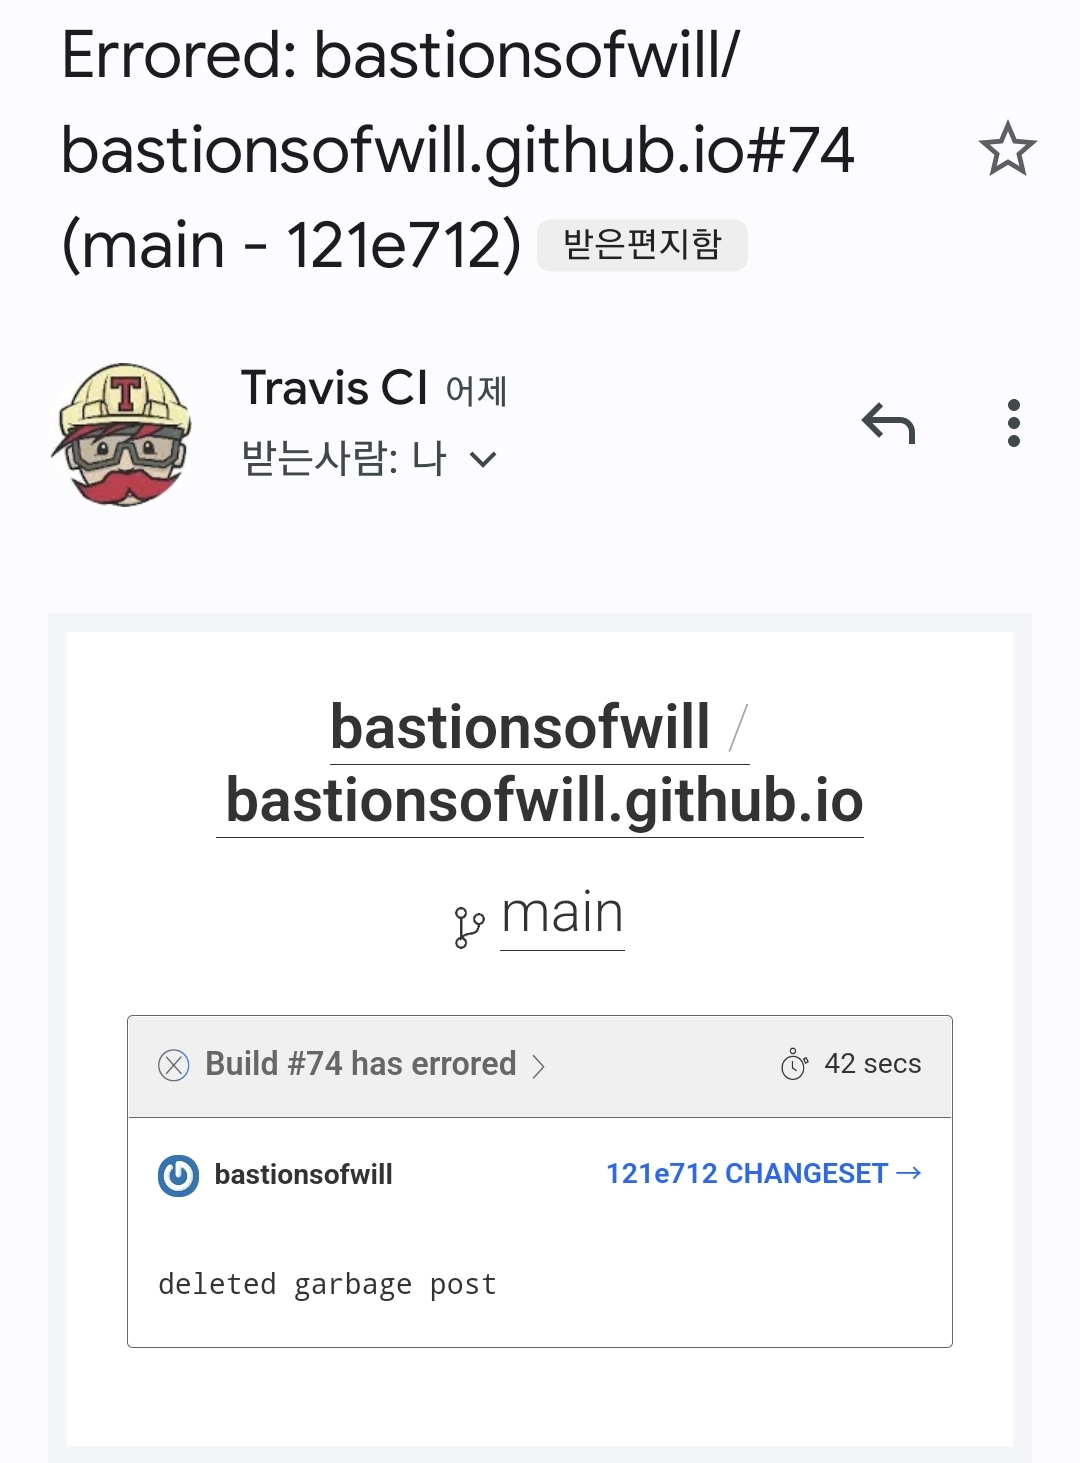 Errored: bastionsofwill/
bastionsofwill.github.io#74
(main - 121e712) 받은편지함
T
Travis CI 어제
받는사람: 나
bastionsofwill /
bastionsofwill.github.io
main
Build #74 has errored
42 secs
bastionsofwill
121e712 CHANGESET →
deleted garbage post